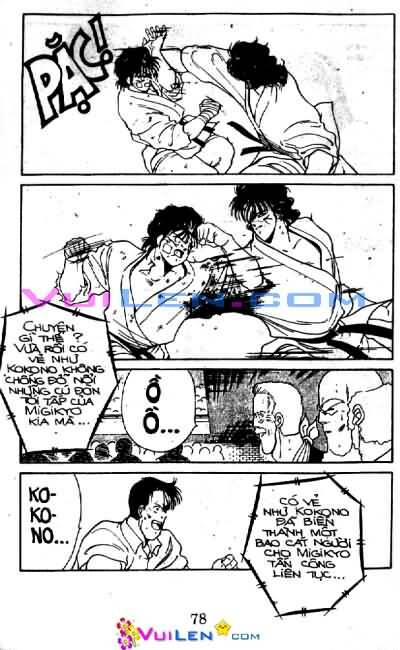 PẶC!
VuiLen.com
CHUYỆN
GÌ THẾ ?
VỪA RỒI CÓ
VẺ NHƯ
KOKONO KHÔNG
CHỐNG ĐỠ NỔI
NHỮNG CÚ ĐÒN
TỚI TẤP CỦA
MIGIKYO
KIA MÀ...
Ồ
Ồ...
KO-
KO-
NO...
CÓ VẺ
NHƯ KOKONO
ĐÃ BIẾN
THÀNH MỘT
BAO CÁT NGƯỜI
CHO MIGIKYO
TẤN CÔNG
LIÊN TỤC...
78
VuiLen.com